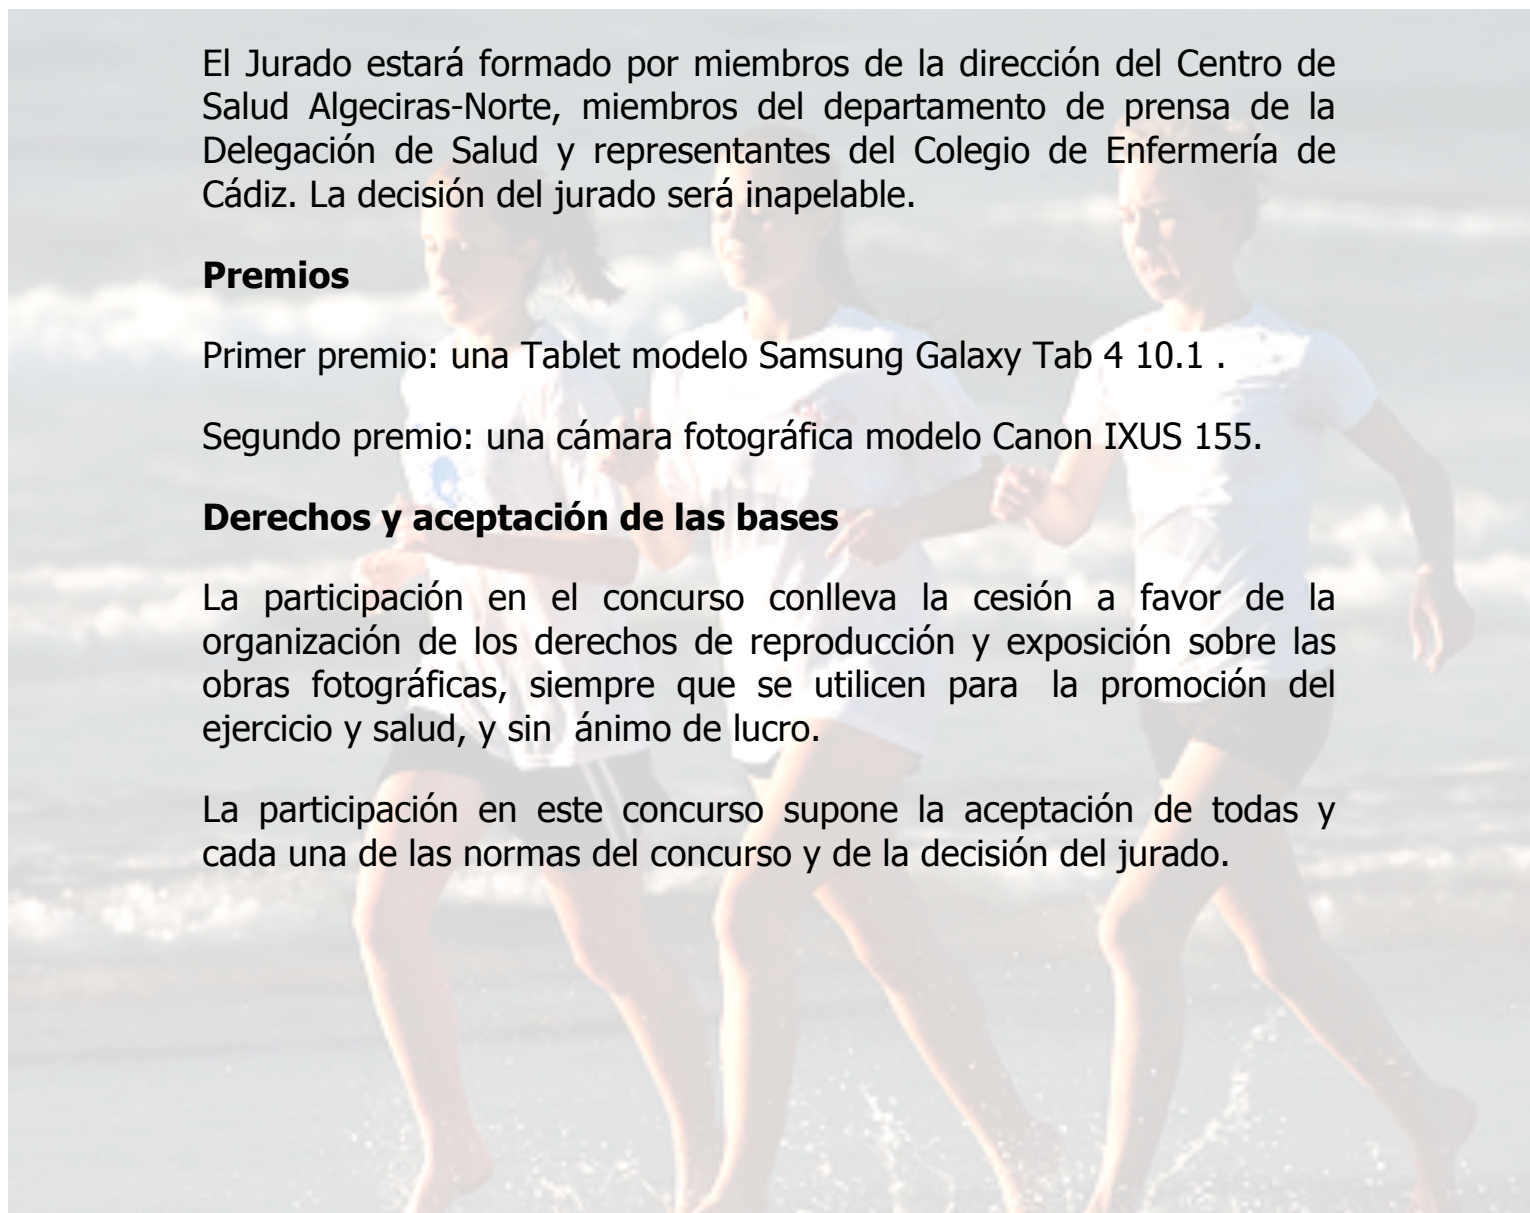 El Jurado estará formado por miembros de la dirección del Centro de
Salud Algeciras-Norte, miembros del departamento de prensa de la
Delegación de Salud y representantes del Colegio de Enfermería de
Cádiz. La decisión del jurado será inapelable.
Premios
Primer premio: una Tablet modelo Samsung Galaxy Tab 4 10.1 .
Segundo premio: una cámara fotográfica modelo Canon IXUS 155.
Derechos y aceptación de las bases
La participación en el concurso conlleva la cesión a favor de la
organización de los derechos de reproducción y exposición sobre las
obras fotográficas, siempre que se utilicen para la promoción del
ejercicio y salud, y sin ánimo de lucro.
La participación en este concurso supone la aceptación de todas y
cada una de las normas del concurso y de la decisión del jurado.